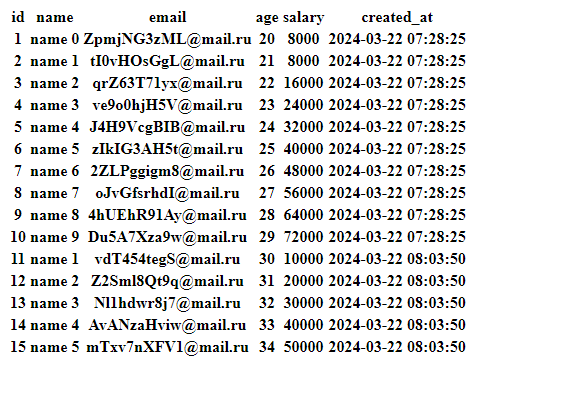 id name email age salary created_at
1 name 0 ZpmjNG3zML@mail.ru 20 8000 2024-03-22 07:28:25
2 name 1 tI0vHOsGgL@mail.ru 21 8000 2024-03-22 07:28:25
3 name 2 qrZ63T71yx@mail.ru 22 16000 2024-03-22 07:28:25
4 name 3 ve9o0hjH5V@mail.ru 23 24000 2024-03-22 07:28:25
5 name 4 J4H9VcgBIB@mail.ru 24 32000 2024-03-22 07:28:25
6 name 5 zIkIG3AH5t@mail.ru 25 40000 2024-03-22 07:28:25
7 name 6 2ZLPggigm8@mail.ru 26 48000 2024-03-22 07:28:25
8 name 7 oJvGfsrhdI@mail.ru 27 56000 2024-03-22 07:28:25
9 name 8 4hUEhR91Ay@mail.ru 28 64000 2024-03-22 07:28:25
10 name 9 Du5A7Xza9w@mail.ru 29 72000 2024-03-22 07:28:25
11 name 1 vdT454tegS@mail.ru 30 10000 2024-03-22 08:03:50
12 name 2 Z2Sml8Qt9q@mail.ru 31 20000 2024-03-22 08:03:50
13 name 3 Nl1hdwr8j7@mail.ru 32 30000 2024-03-22 08:03:50
14 name 4 AvANzaHviw@mail.ru 33 40000 2024-03-22 08:03:50
15 name 5 mTxv7nXFV1@mail.ru 34 50000 2024-03-22 08:03:50